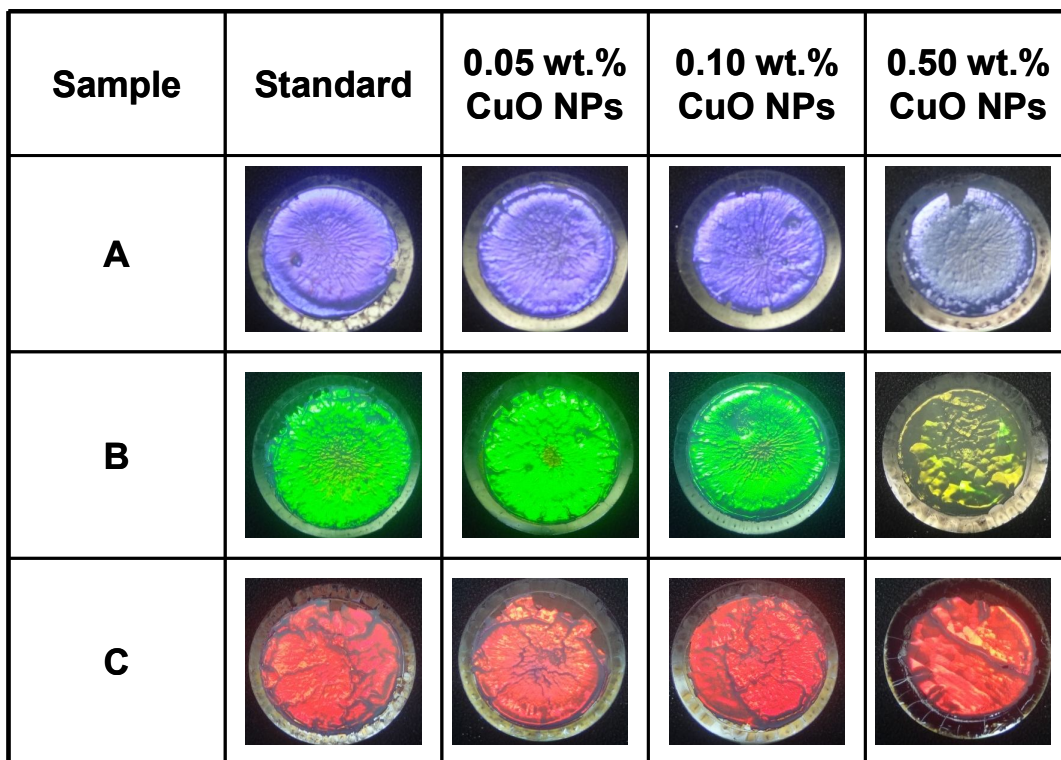 Sample
Standard
0.05 wt.%
CuO NPs
0.10 wt.%
CuO NPs
0.50 wt.%
CuO NPs
A
B
C